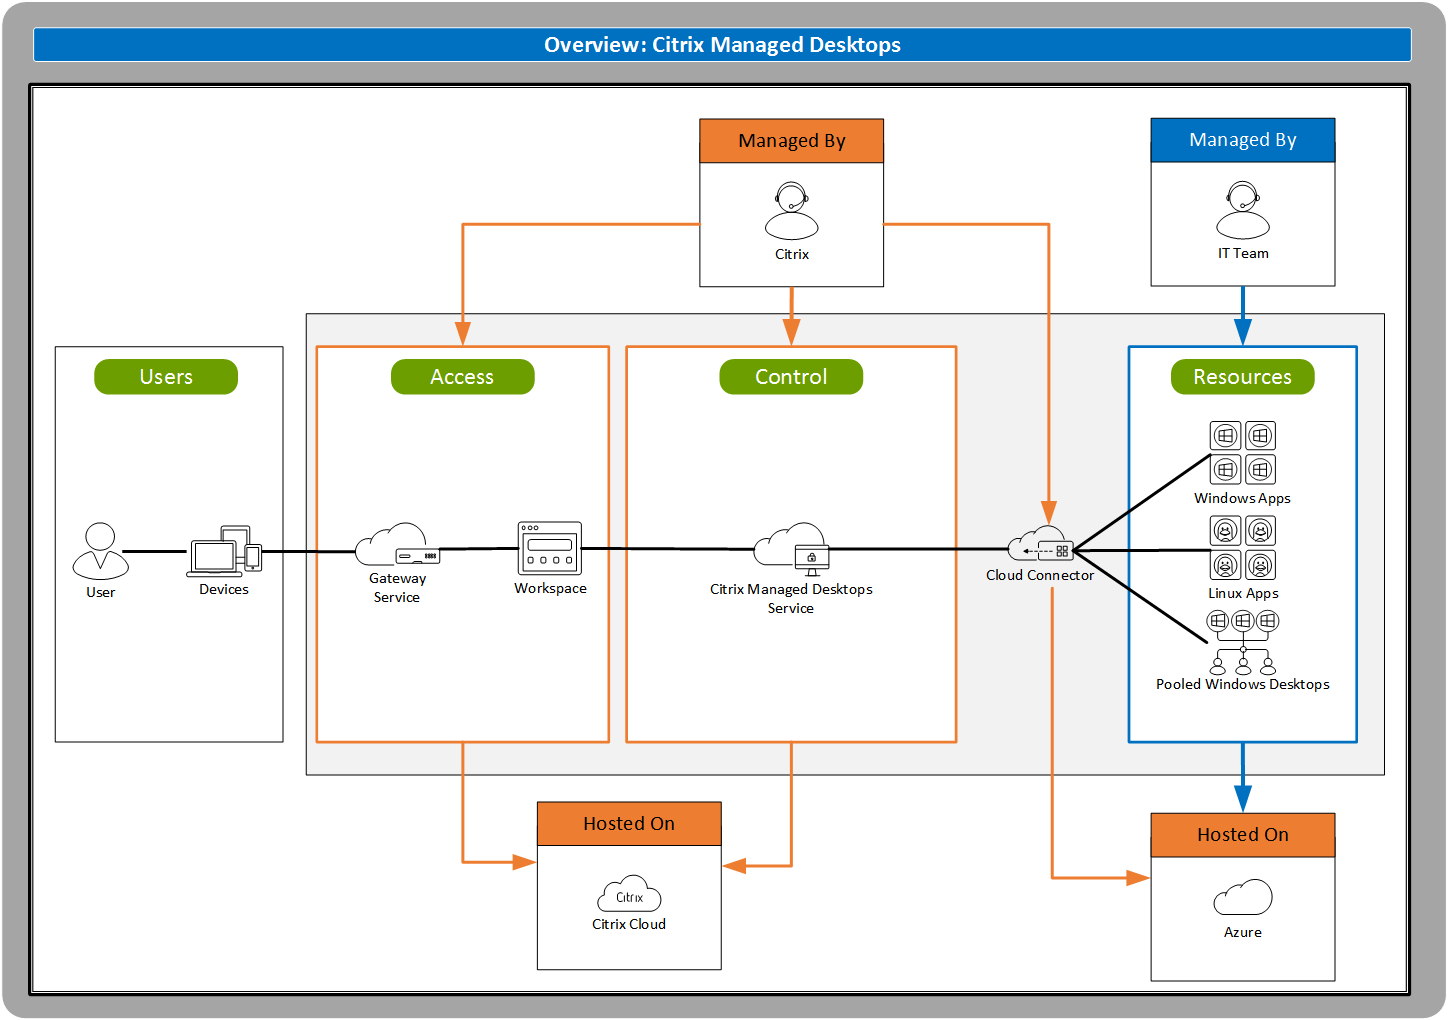 Overview: Citrix Managed Desktops
Managed By
Citrix
Managed By
IT Team
Users
Access
Control
Resources
User
Devices
Gateway
Service
Workspace
Citrix Managed Desktops
Service
Cloud Connector
Windows Apps
Linux Apps
Pooled Windows Desktops
Hosted On
Citrix
Citrix Cloud
Hosted On
Azure